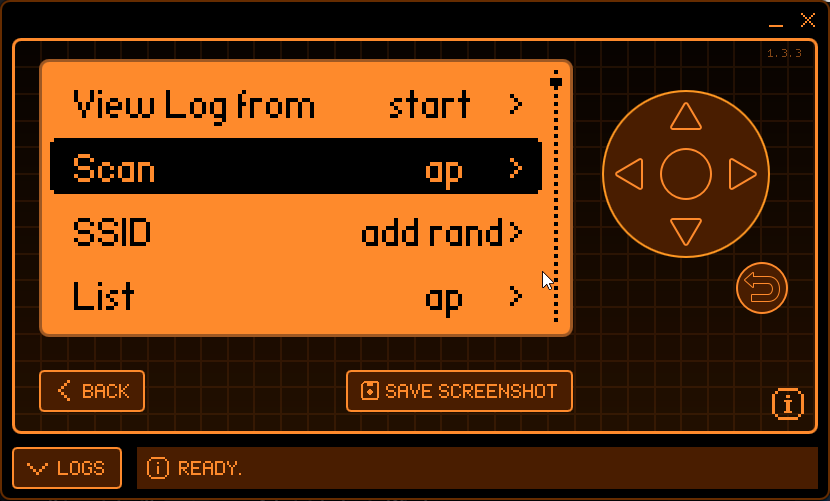 1.3.3
View Log from start >
Scan ap >
SSID add rand>
List ap >
BACK
SAVE SCREENSHOT
LOGS
READY.